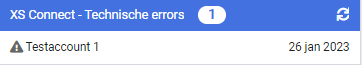 XS Connect - Technische errors 1
Testaccount 1 26 jan 2023